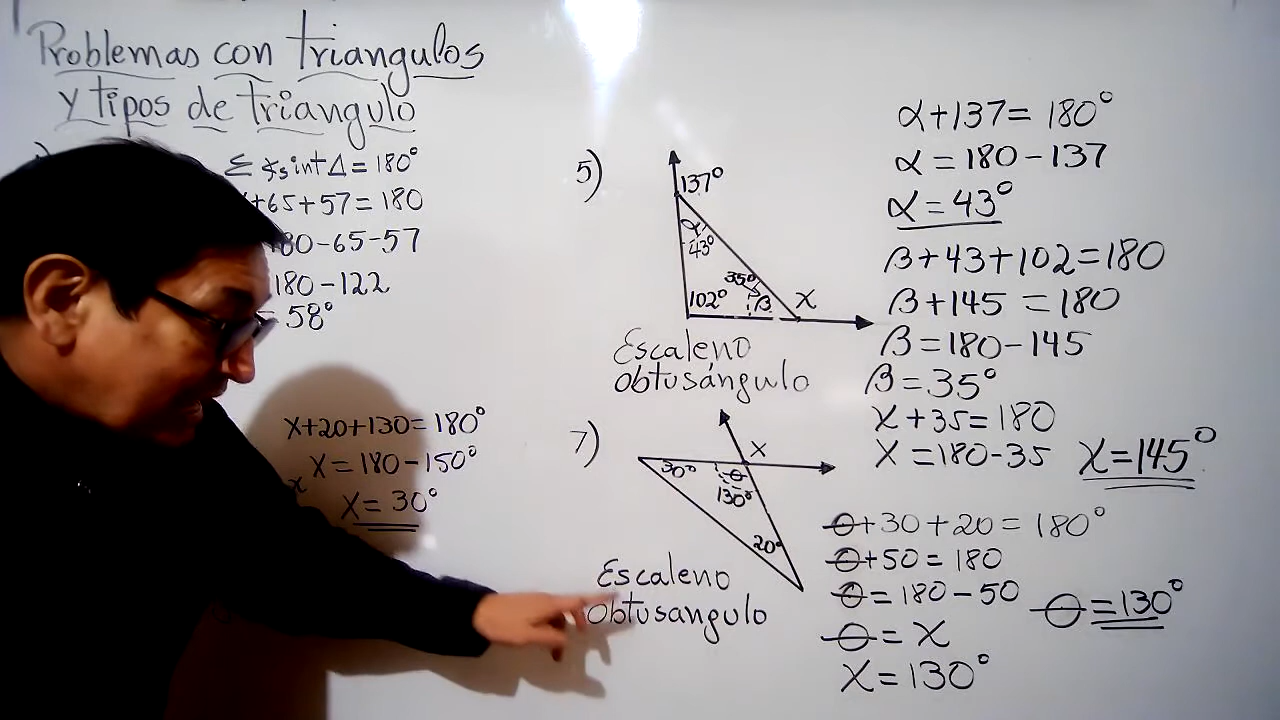 Problemas con triangulos
y tipos de triangulo
Σ ∡s int Δ = 180°
+65+57=180
180-65-57
180-122
= 58°
X+20+130=180°
X=180-150°
X=30°
x
5)
137°
α
43°
35°
102°
β
X
Escaleno
obtusángulo
7)
X
30°
θ
130°
20°
Escaleno
obtusangulo
α+137= 180°
α=180-137
α=43°
β+43+102=180
β+145 =180
β=180-145
β=35°
x+35=180
x=180-35
x=145°
θ+30+20=180°
θ+50=180
θ=180-50
θ=130°
θ=x
x=130°